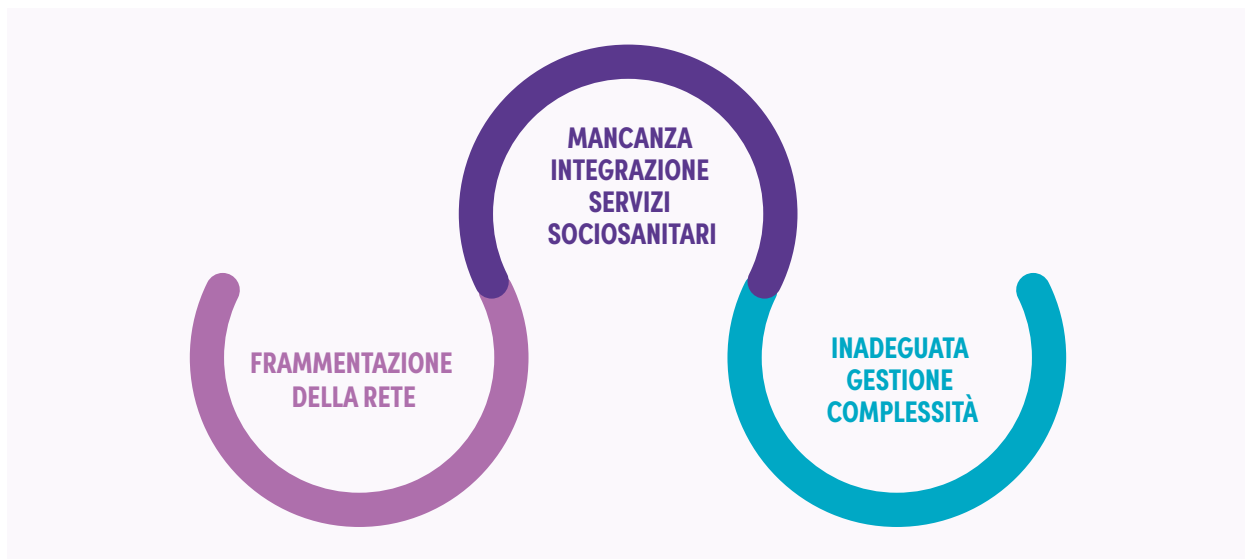 MANCANZA
INTEGRAZIONE
SERVIZI
SOCIOSANITARI
FRAMMENTAZIONE
DELLA RETE
INADEGUATA
GESTIONE
COMPLESSITÀ